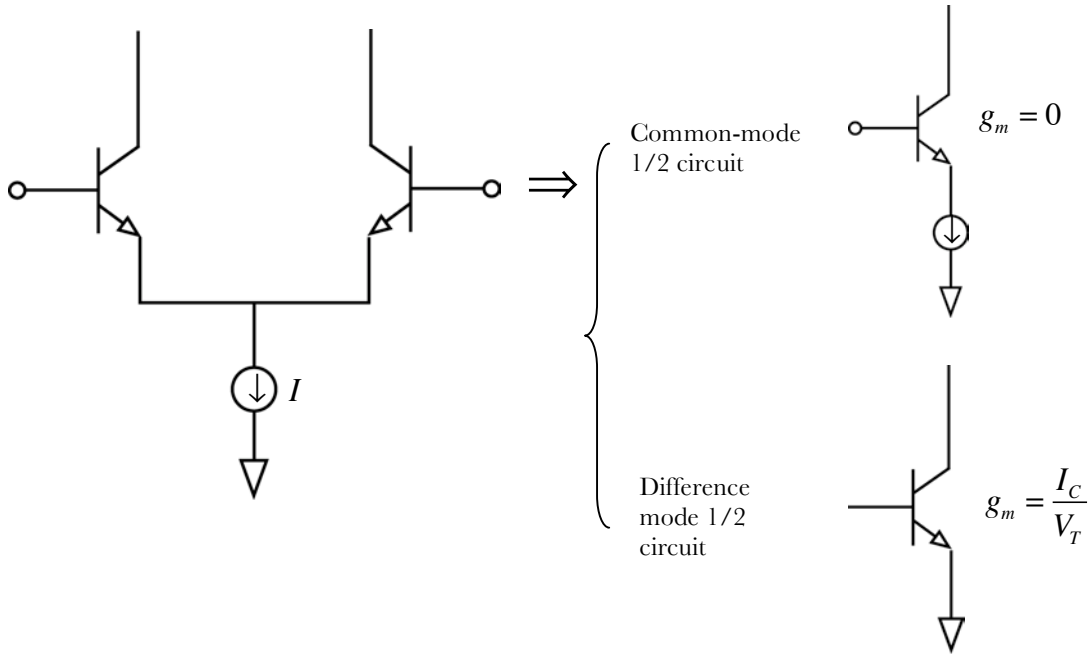 Common-mode
1/2 circuit
g_m = 0
⇒
I
Difference
mode 1/2
circuit
g_m = I_C / V_T